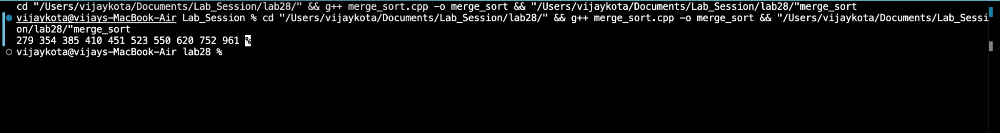 cd "/Users/vijaykota/Documents/Lab_Session/lab28/" && g++ merge_sort.cpp -o merge_sort && "/Users/vijaykota/Documents/Lab_Session/lab28/"merge_sort
vijaykota@vijays-MacBook-Air Lab_Session % cd "/Users/vijaykota/Documents/Lab_Session/lab28/" && g++ merge_sort.cpp -o merge_sort && "/Users/vijaykota/Documents/Lab_Sessi
on/lab28/"merge_sort
279 354 385 410 451 523 550 620 752 961 %
vijaykota@vijays-MacBook-Air lab28 %